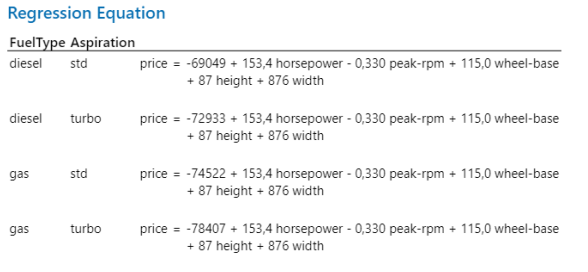 Regression Equation
FuelType Aspiration
diesel std price = -69049 + 153,4 horsepower - 0,330 peak-rpm + 115,0 wheel-base
+ 87 height + 876 width
diesel turbo price = -72933 + 153,4 horsepower - 0,330 peak-rpm + 115,0 wheel-base
+ 87 height + 876 width
gas std price = -74522 + 153,4 horsepower - 0,330 peak-rpm + 115,0 wheel-base
+ 87 height + 876 width
gas turbo price = -78407 + 153,4 horsepower - 0,330 peak-rpm + 115,0 wheel-base
+ 87 height + 876 width